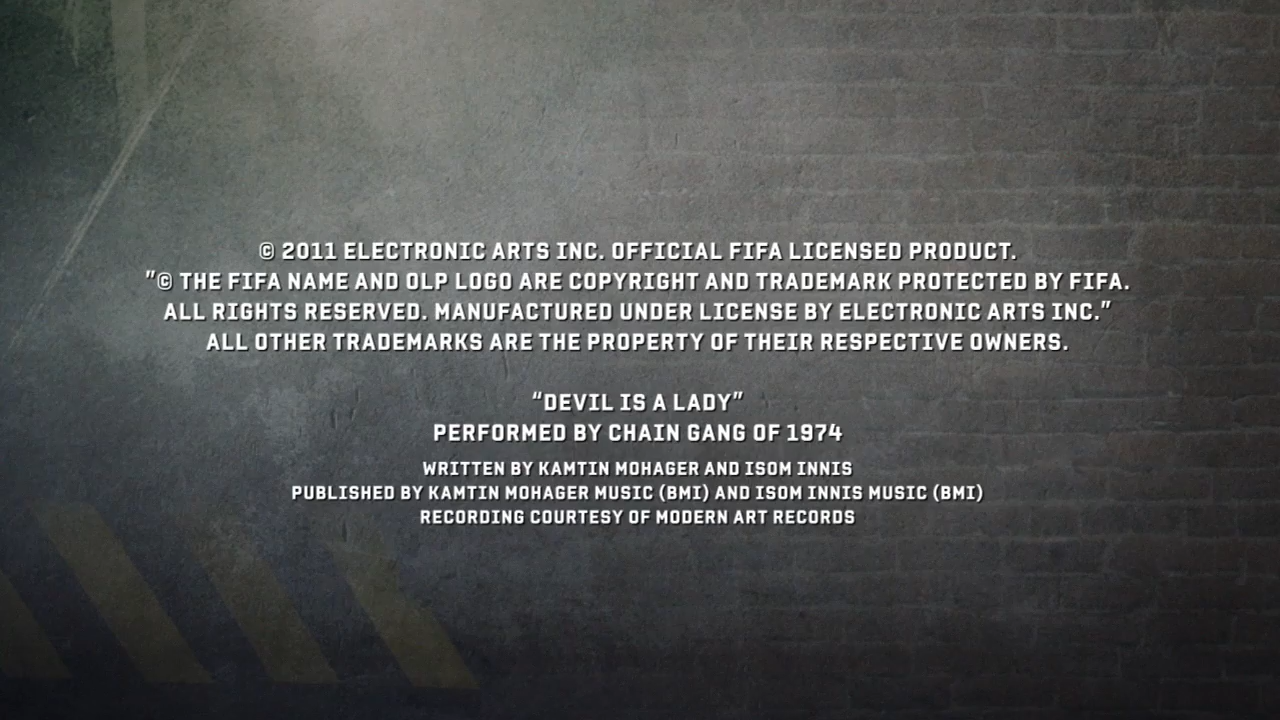 © 2011 ELECTRONIC ARTS INC. OFFICIAL FIFA LICENSED PRODUCT.
"© THE FIFA NAME AND OLP LOGO ARE COPYRIGHT AND TRADEMARK PROTECTED BY FIFA.
ALL RIGHTS RESERVED. MANUFACTURED UNDER LICENSE BY ELECTRONIC ARTS INC."
ALL OTHER TRADEMARKS ARE THE PROPERTY OF THEIR RESPECTIVE OWNERS.
"DEVIL IS A LADY"
PERFORMED BY CHAIN GANG OF 1974
WRITTEN BY KAMTIN MOHAGER AND ISOM INNIS
PUBLISHED BY KAMTIN MOHAGER MUSIC (BMI) AND ISOM INNIS MUSIC (BMI)
RECORDING COURTESY OF MODERN ART RECORDS